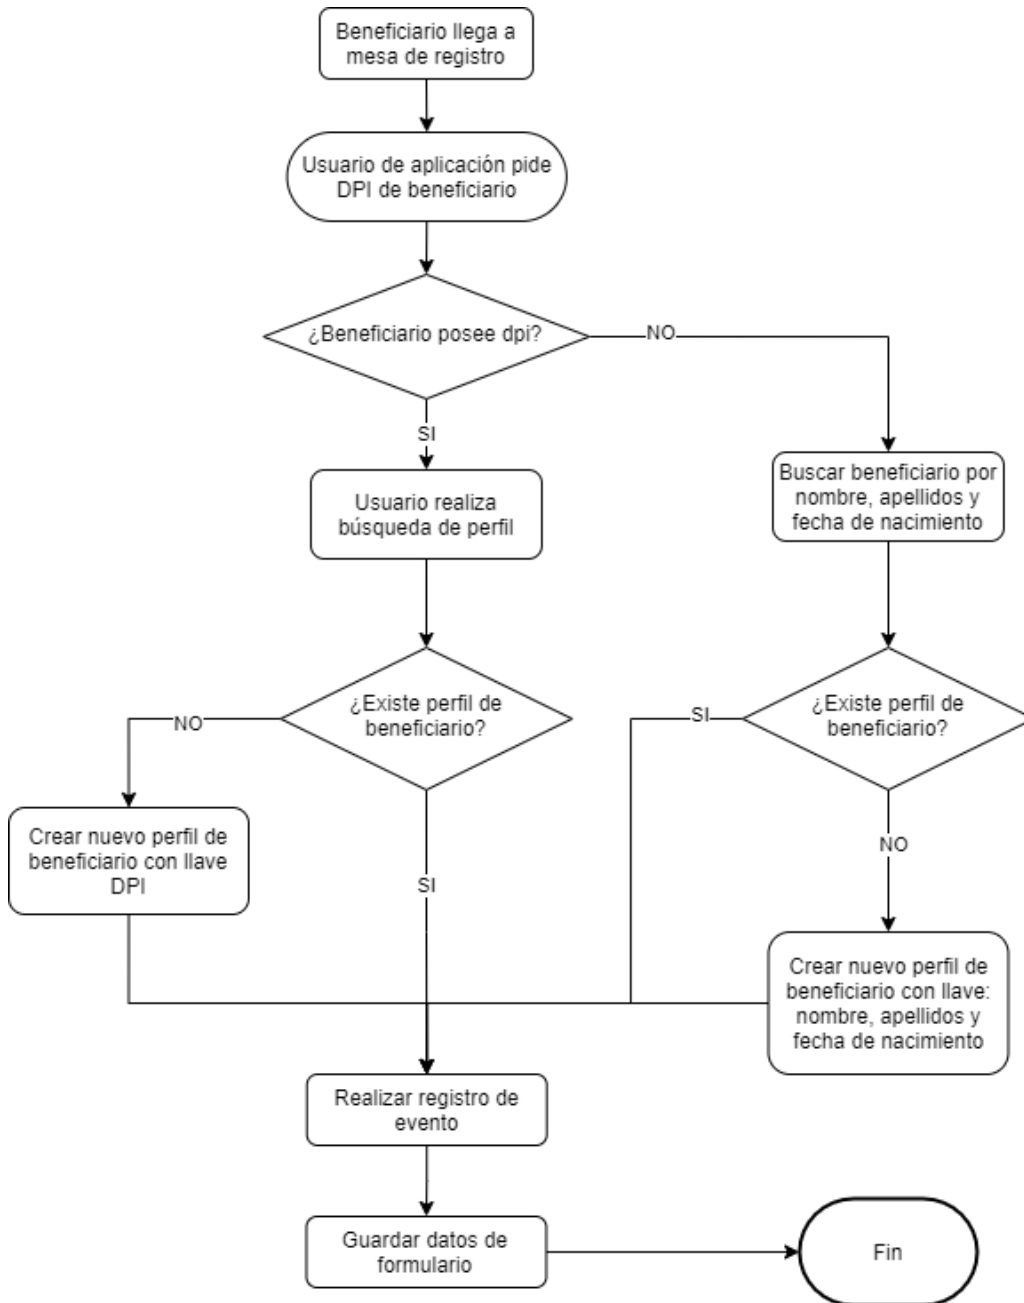 Beneficiario llega a
mesa de registro
Usuario de aplicación pide
DPI de beneficiario
¿Beneficiario posee dpi?
NO
SI
Usuario realiza
búsqueda de perfil
Buscar beneficiario por
nombre, apellidos y
fecha de nacimiento
¿Existe perfil de
beneficiario?
NO
¿Existe perfil de
beneficiario?
SI
Crear nuevo perfil de
beneficiario con llave
DPI
SI
NO
Crear nuevo perfil de
beneficiario con llave:
nombre, apellidos y
fecha de nacimiento
Realizar registro de
evento
Guardar datos de
formulario
Fin